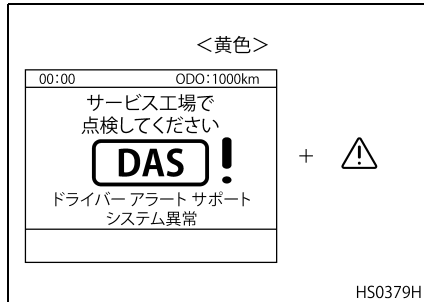 ＜黄色＞
00:00 ODO:1000km
サービス工場で
点検してください
DAS !
+
ドライバー アラート サポート
システム異常
HS0379H